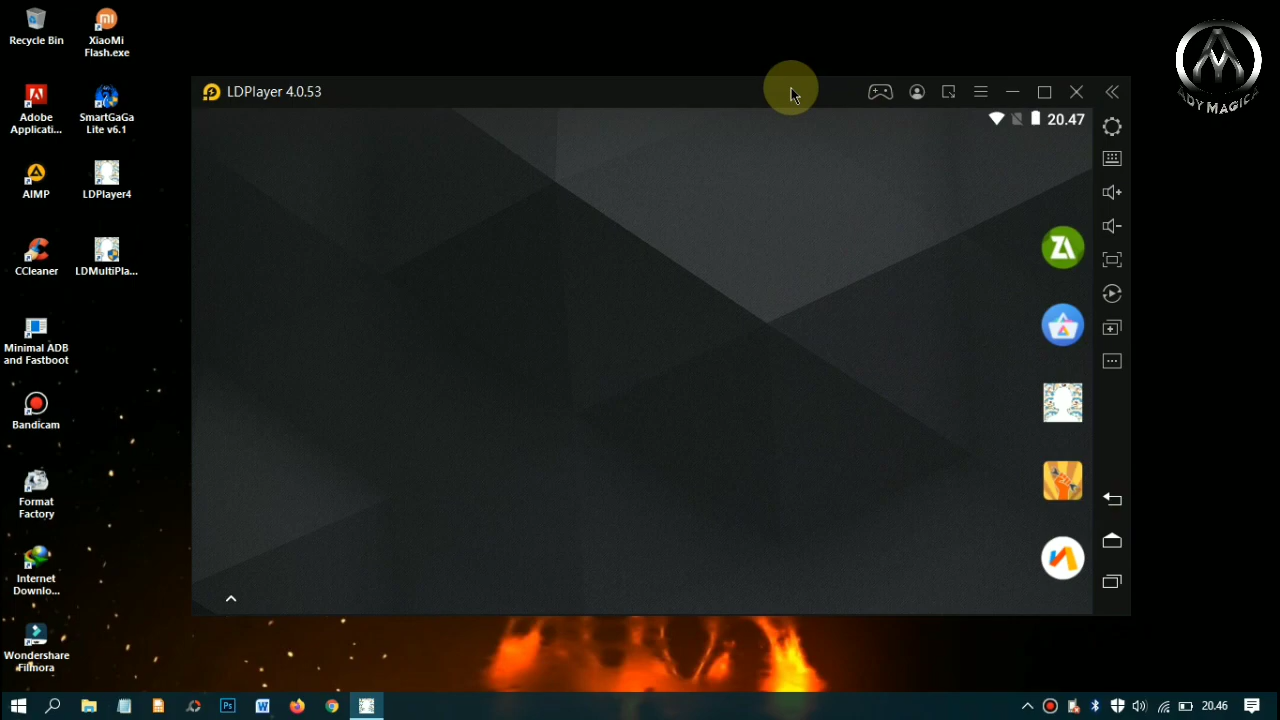 Recycle Bin
XiaoMi
Flash.exe
Adobe
Applicati...
SmartGaGa
Lite v6.1
AIMP
LDPlayer4
CCleaner
LDMultiPla...
Minimal ADB
and Fastboot
Bandicam
Format
Factory
Internet
Downlo...
Wondershare
Filmora
LDPlayer 4.0.53
20.47
20.46